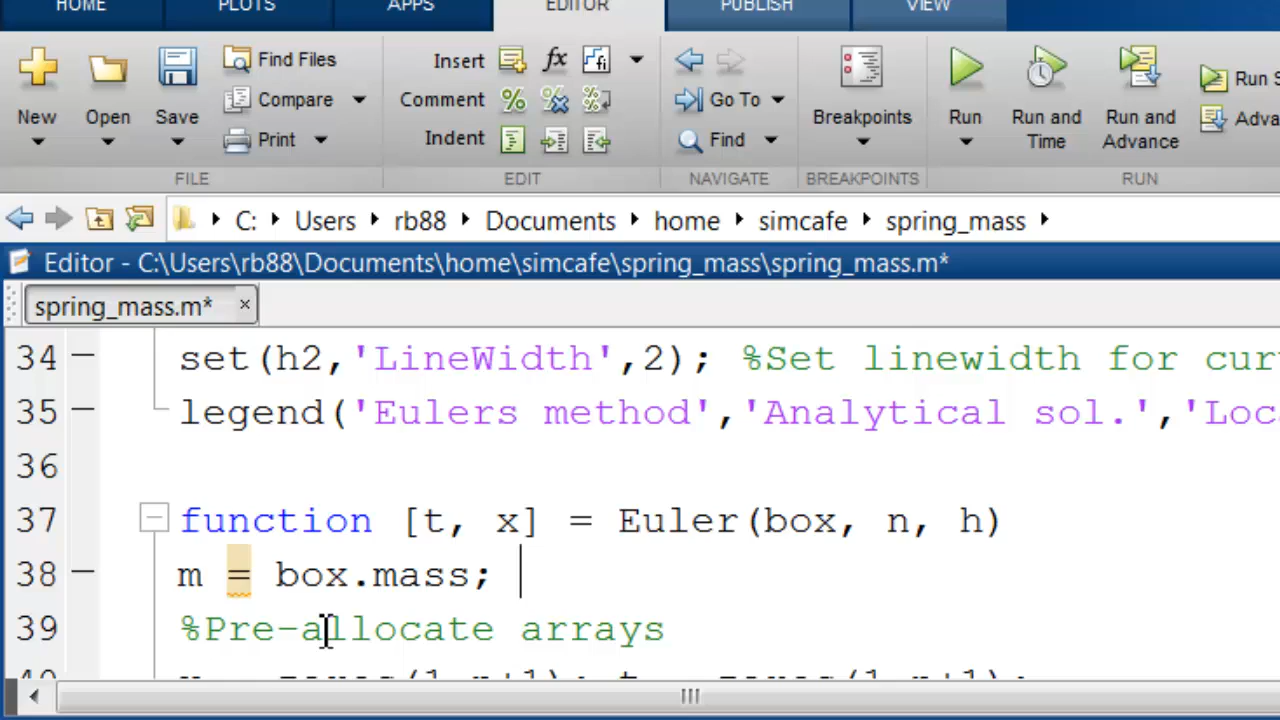 HOME PLOTS APPS EDITOR PUBLISH VIEW
New Open Save Find Files Compare Print
FILE
Insert Comment Indent
EDIT
Go To Find
NAVIGATE
Breakpoints
BREAKPOINTS
Run Run and Time Run and Advance Run
RUN
C: Users rb88 Documents home simcafe spring_mass
Editor - C:\Users\rb88\Documents\home\simcafe\spring_mass\spring_mass.m*
spring_mass.m* ×
34 set(h2,'LineWidth',2); %Set linewidth for
35 legend('Eulers method','Analytical sol.','
36
37 function [t, x] = Euler(box, n, h)
38 m = box.mass;
39 %Pre-allocate arrays